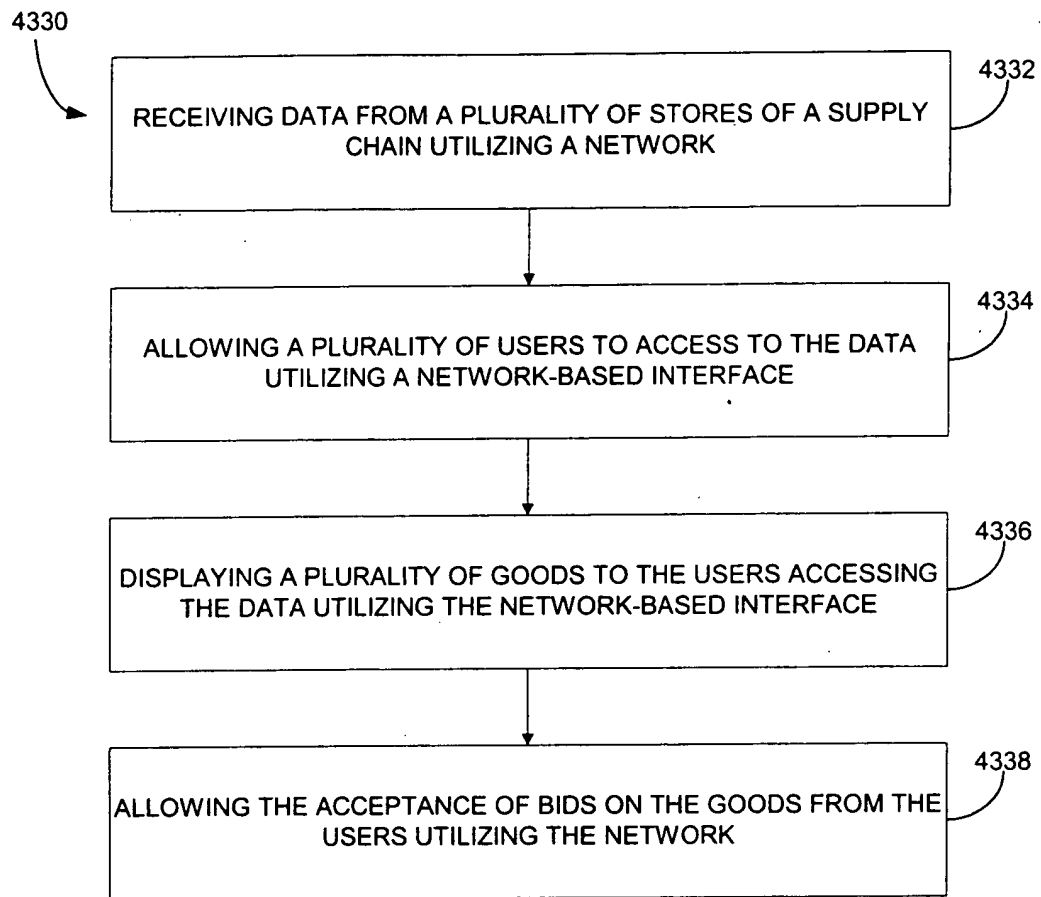 4330
4332
RECEIVING DATA FROM A PLURALITY OF STORES OF A SUPPLY
CHAIN UTILIZING A NETWORK
4334
ALLOWING A PLURALITY OF USERS TO ACCESS TO THE DATA
UTILIZING A NETWORK-BASED INTERFACE
4336
DISPLAYING A PLURALITY OF GOODS TO THE USERS ACCESSING
THE DATA UTILIZING THE NETWORK-BASED INTERFACE
4338
ALLOWING THE ACCEPTANCE OF BIDS ON THE GOODS FROM THE
USERS UTILIZING THE NETWORK